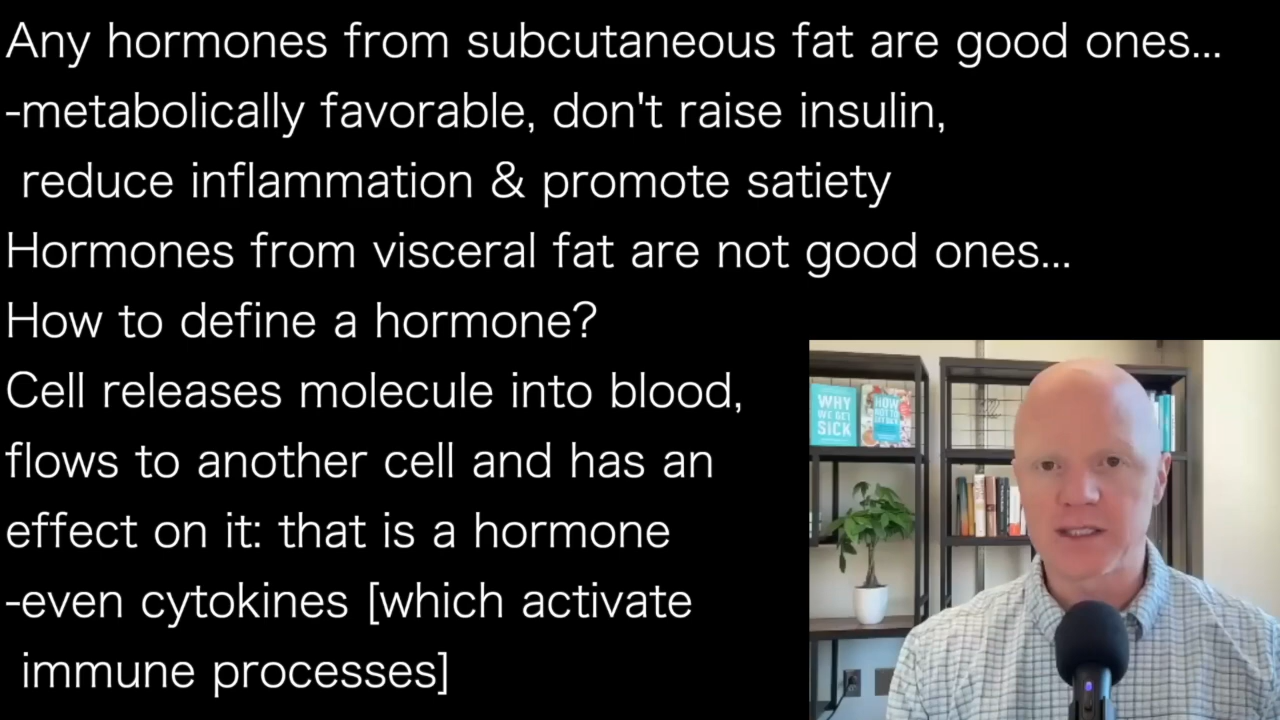 Any hormones from subcutaneous fat are good ones...
-metabolically favorable, don't raise insulin,
reduce inflammation & promote satiety
Hormones from visceral fat are not good ones...
How to define a hormone?
Cell releases molecule into blood,
flows to another cell and has an
effect on it: that is a hormone
-even cytokines [which activate
immune processes]
WHY
WE GET
SICK
HOW
NOT TO
GET SICK